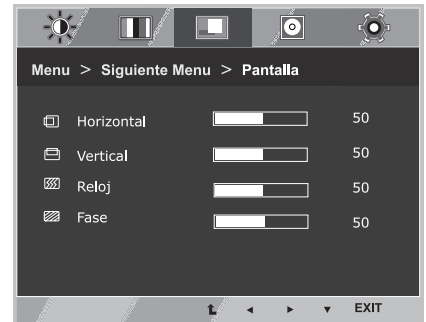 Menu > Siguiente Menu > Pantalla
Horizontal 50
Vertical 50
Reloj 50
Fase 50
EXIT